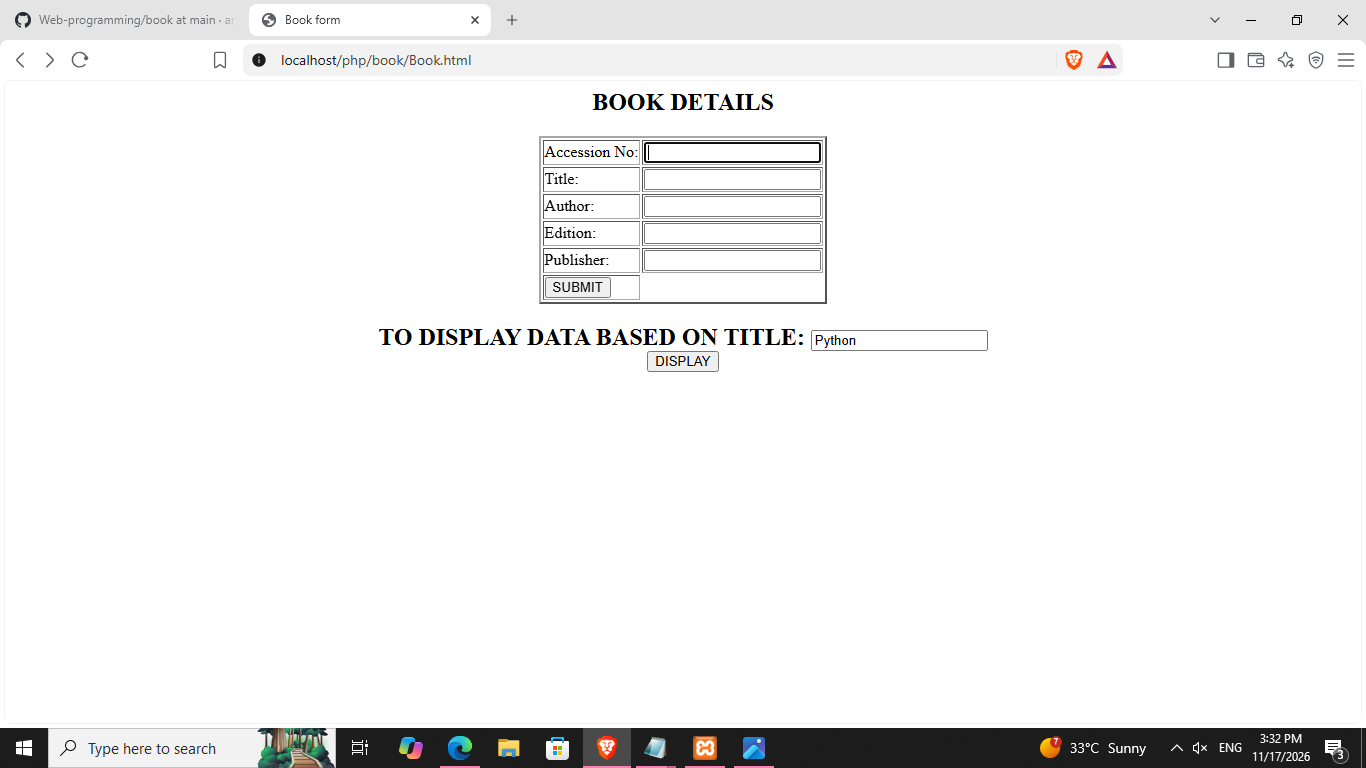 Web-programming/book at main · a
Book form
localhost/php/book/Book.html
BOOK DETAILS
Accession No:
Title:
Author:
Edition:
Publisher:
SUBMIT
TO DISPLAY DATA BASED ON TITLE: Python
DISPLAY
Type here to search
33°C Sunny
ENG
3:32 PM
11/17/2026
7
3